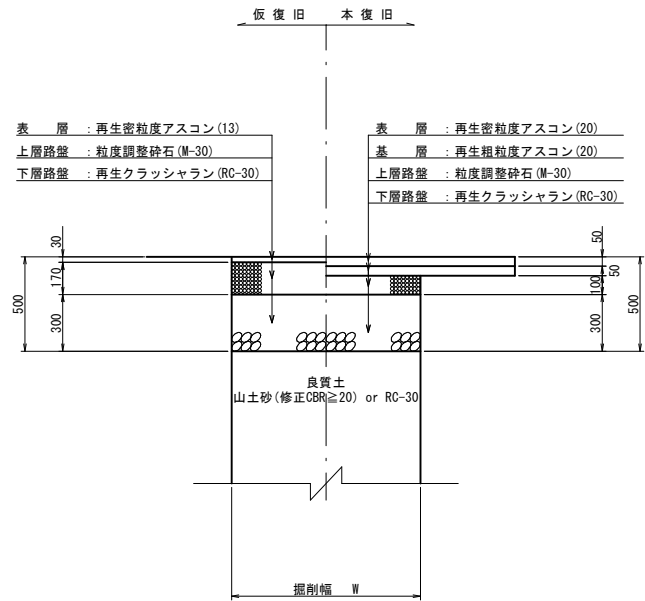 仮 復 旧　本 復 旧
表　　層　：再生密粒度アスコン(13)
上層路盤　：粒度調整砕石(M-30)
下層路盤　：再生クラッシャラン(RC-30)
表　　層　：再生密粒度アスコン(20)
基　　層　：再生粗粒度アスコン(20)
上層路盤　：粒度調整砕石(M-30)
下層路盤　：再生クラッシャラン(RC-30)
30
170
500
300
50
50
100
500
300
良質土
山土砂(修正CBR≧20) or RC-30
掘削幅　W